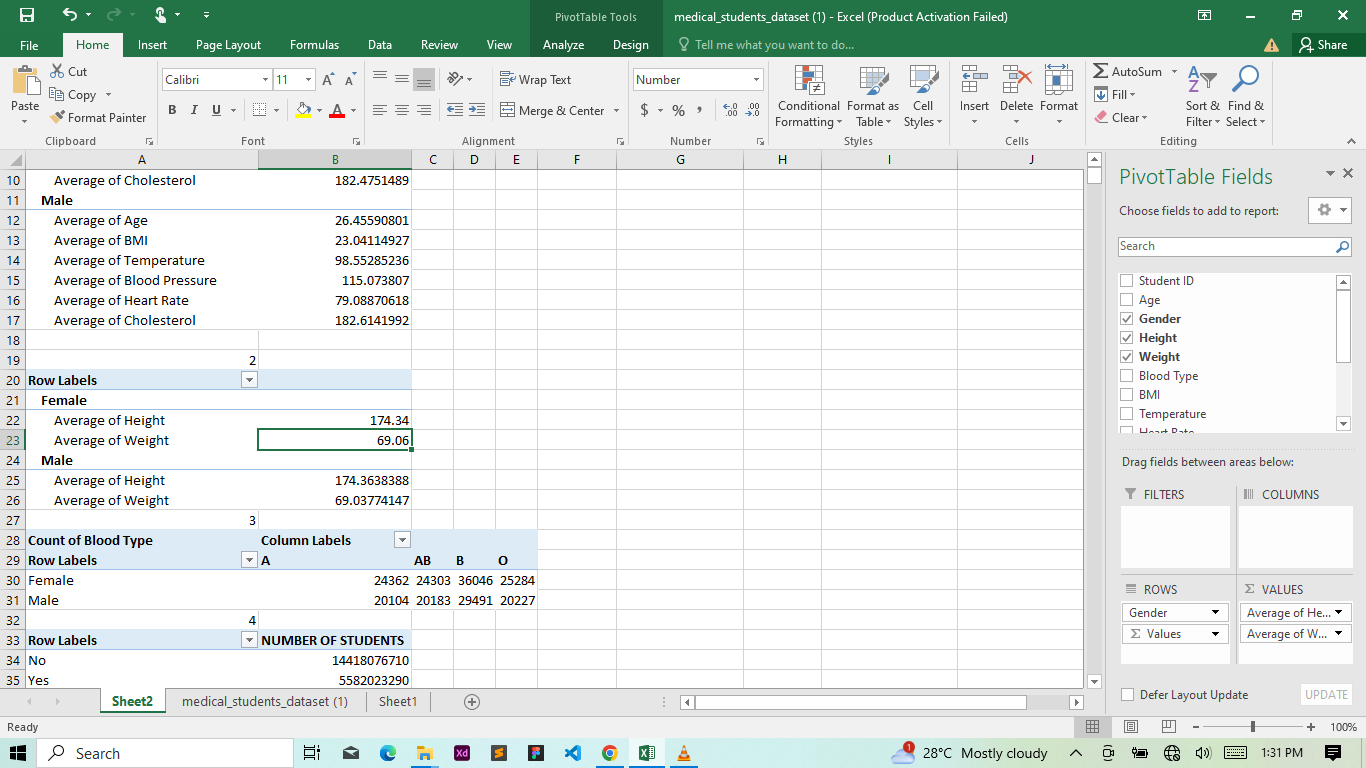 PivotTable Tools
medical_students_dataset (1) - Excel (Product Activation Failed)
File Home Insert Page Layout Formulas Data Review View Analyze Design Tell me what you want to do... Share
Paste
Cut
Copy
Format Painter
Clipboard
Calibri 11
B I U A
Font
Wrap Text
Merge & Center
Alignment
Number
$ % ,
Number
Conditional Formatting
Format as Table
Cell Styles
Styles
Insert Delete Format
Cells
AutoSum
Fill
Clear
Sort & Filter
Find & Select
Editing
A B C D E F G H I J
10 Average of Cholesterol 182.4751489
11 Male
12 Average of Age 26.45590801
13 Average of BMI 23.04114927
14 Average of Temperature 98.55285236
15 Average of Blood Pressure 115.073807
16 Average of Heart Rate 79.08870618
17 Average of Cholesterol 182.6141992
18
19 2
20 Row Labels
21 Female
22 Average of Height 174.34
23 Average of Weight 69.06
24 Male
25 Average of Height 174.3638388
26 Average of Weight 69.03774147
27 3
28 Count of Blood Type Column Labels
29 Row Labels A AB B O
30 Female 24362 24303 36046 25284
31 Male 20104 20183 29491 20227
32 4
33 Row Labels NUMBER OF STUDENTS
34 No 14418076710
35 Yes 5582023290
PivotTable Fields
Choose fields to add to report:
Search
Student ID
Age
Gender
Height
Weight
Blood Type
BMI
Temperature
Heart Rate
Drag fields between areas below:
FILTERS COLUMNS
ROWS Σ VALUES
Gender Average of He...
Σ Values Average of W...
Defer Layout Update UPDATE
Sheet2 medical_students_dataset (1) Sheet1
Ready 100%
Search Xd 1 28°C Mostly cloudy 1:31 PM